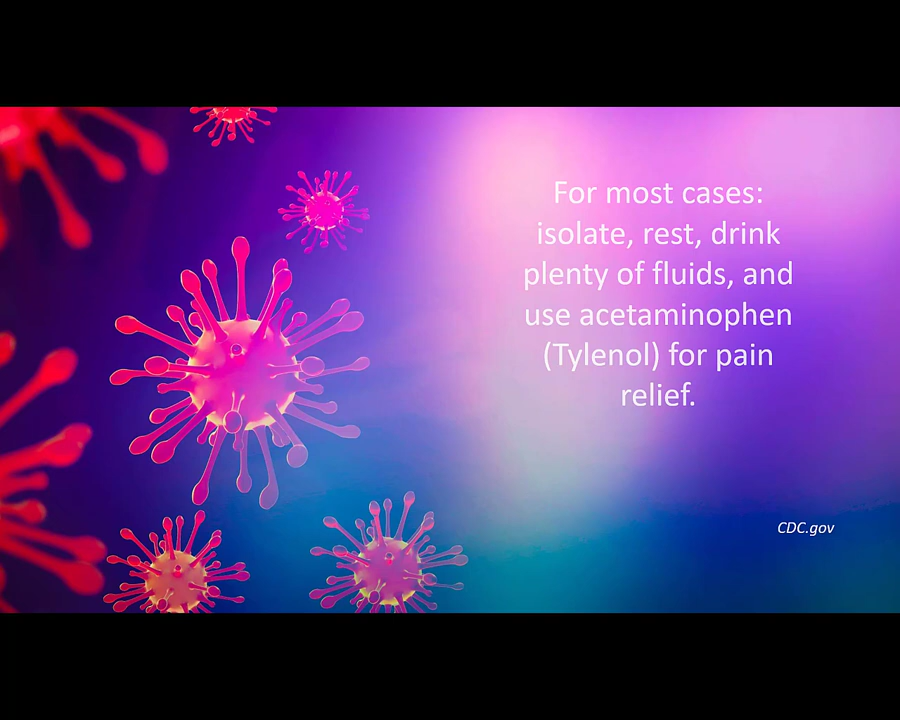 For most cases:
isolate, rest, drink
plenty of fluids, and
use acetaminophen
(Tylenol) for pain
relief.
CDC.gov